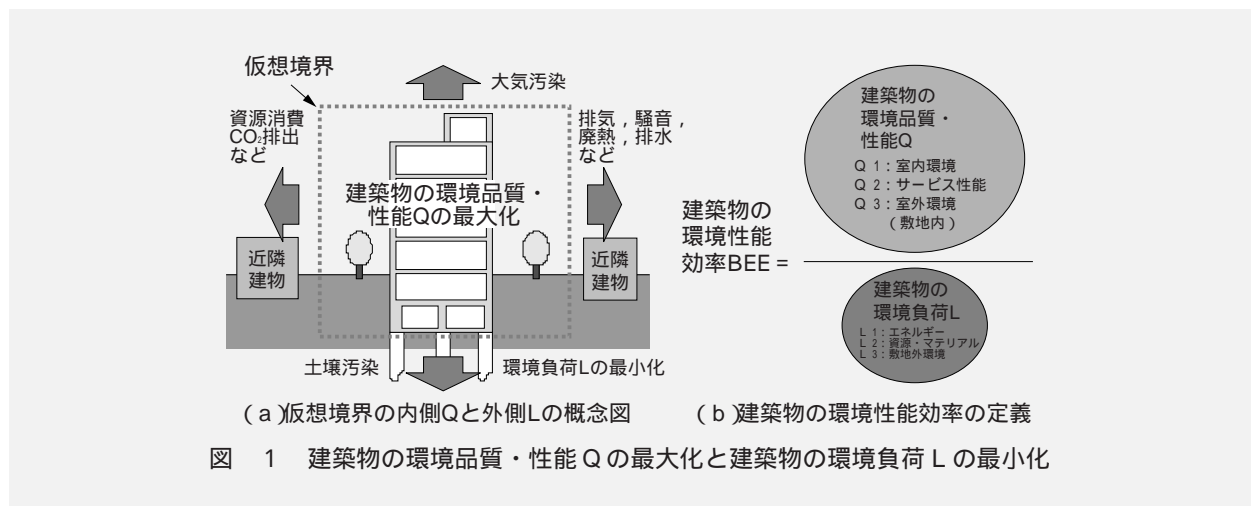 仮想境界
大気汚染
資源消費
CO₂排出
など
排気，騒音，
廃熱，排水
など
建築物の環境品質・
性能Qの最大化
近隣
建物
近隣
建物
土壌汚染
環境負荷Lの最小化
(a)仮想境界の内側Qと外側Lの概念図
建築物の
環境性能
効率BEE =
建築物の
環境品質・
性能Q
Q 1：室内環境
Q 2：サービス性能
Q 3：室外環境
（敷地内）
建築物の
環境負荷L
L 1：エネルギー
L 2：資源・マテリアル
L 3：敷地外環境
(b)建築物の環境性能効率の定義
図 1 建築物の環境品質・性能Qの最大化と建築物の環境負荷Lの最小化